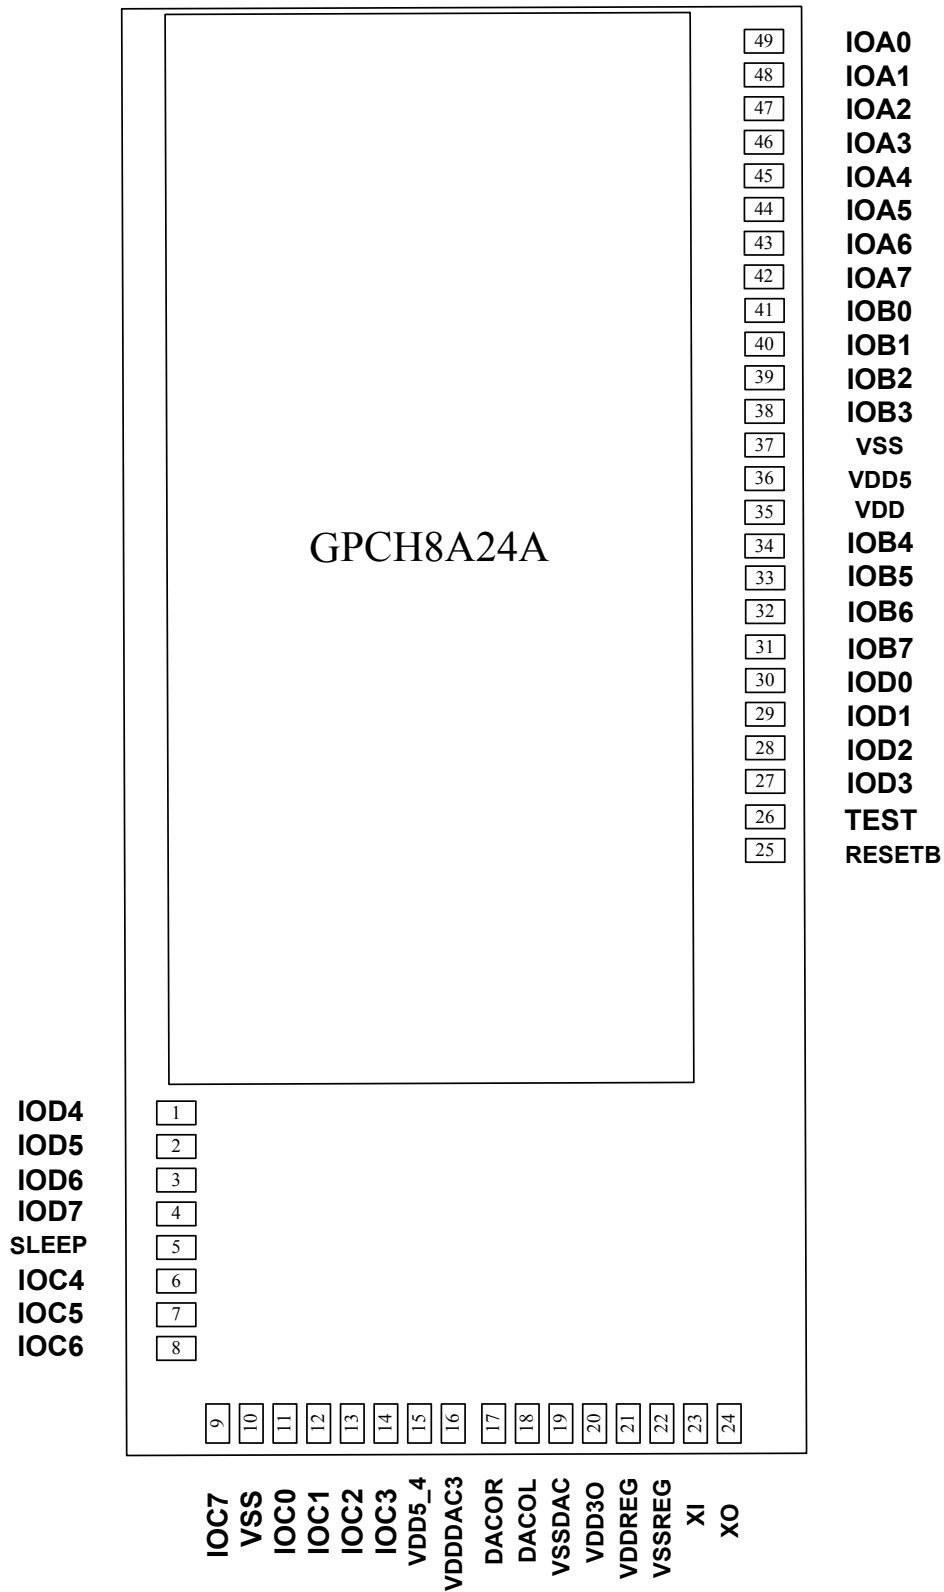 49 IOA0
48 IOA1
47 IOA2
46 IOA3
45 IOA4
44 IOA5
43 IOA6
42 IOA7
41 IOB0
40 IOB1
39 IOB2
38 IOB3
37 VSS
36 VDD5
35 VDD
GPCH8A24A
34 IOB4
33 IOB5
32 IOB6
31 IOB7
30 IOD0
29 IOD1
28 IOD2
27 IOD3
26 TEST
25 RESETB
IOD4 1
IOD5 2
IOD6 3
IOD7 4
SLEEP 5
IOC4 6
IOC5 7
IOC6 8
9 IOC7
10 VSS
11 IOC0
12 IOC1
13 IOC2
14 IOC3
15 VDD5_4
16 VDDDAC3
17 DACOR
18 DACOL
19 VSSDAC
20 VDD3O
21 VDDREG
22 VSSREG
23 XI
24 XO